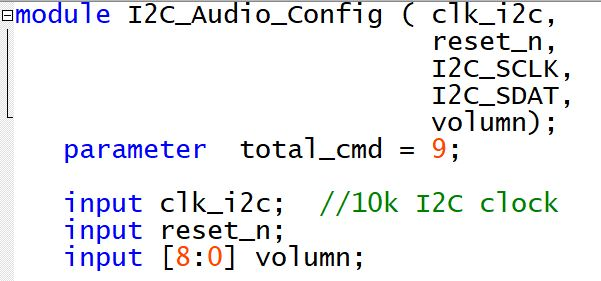 module I2C_Audio_Config ( clk_i2c,
reset_n,
I2C_SCLK,
I2C_SDAT,
volumn);
parameter total_cmd = 9;
input clk_i2c; //10k I2C clock
input reset_n;
input [8:0] volumn;